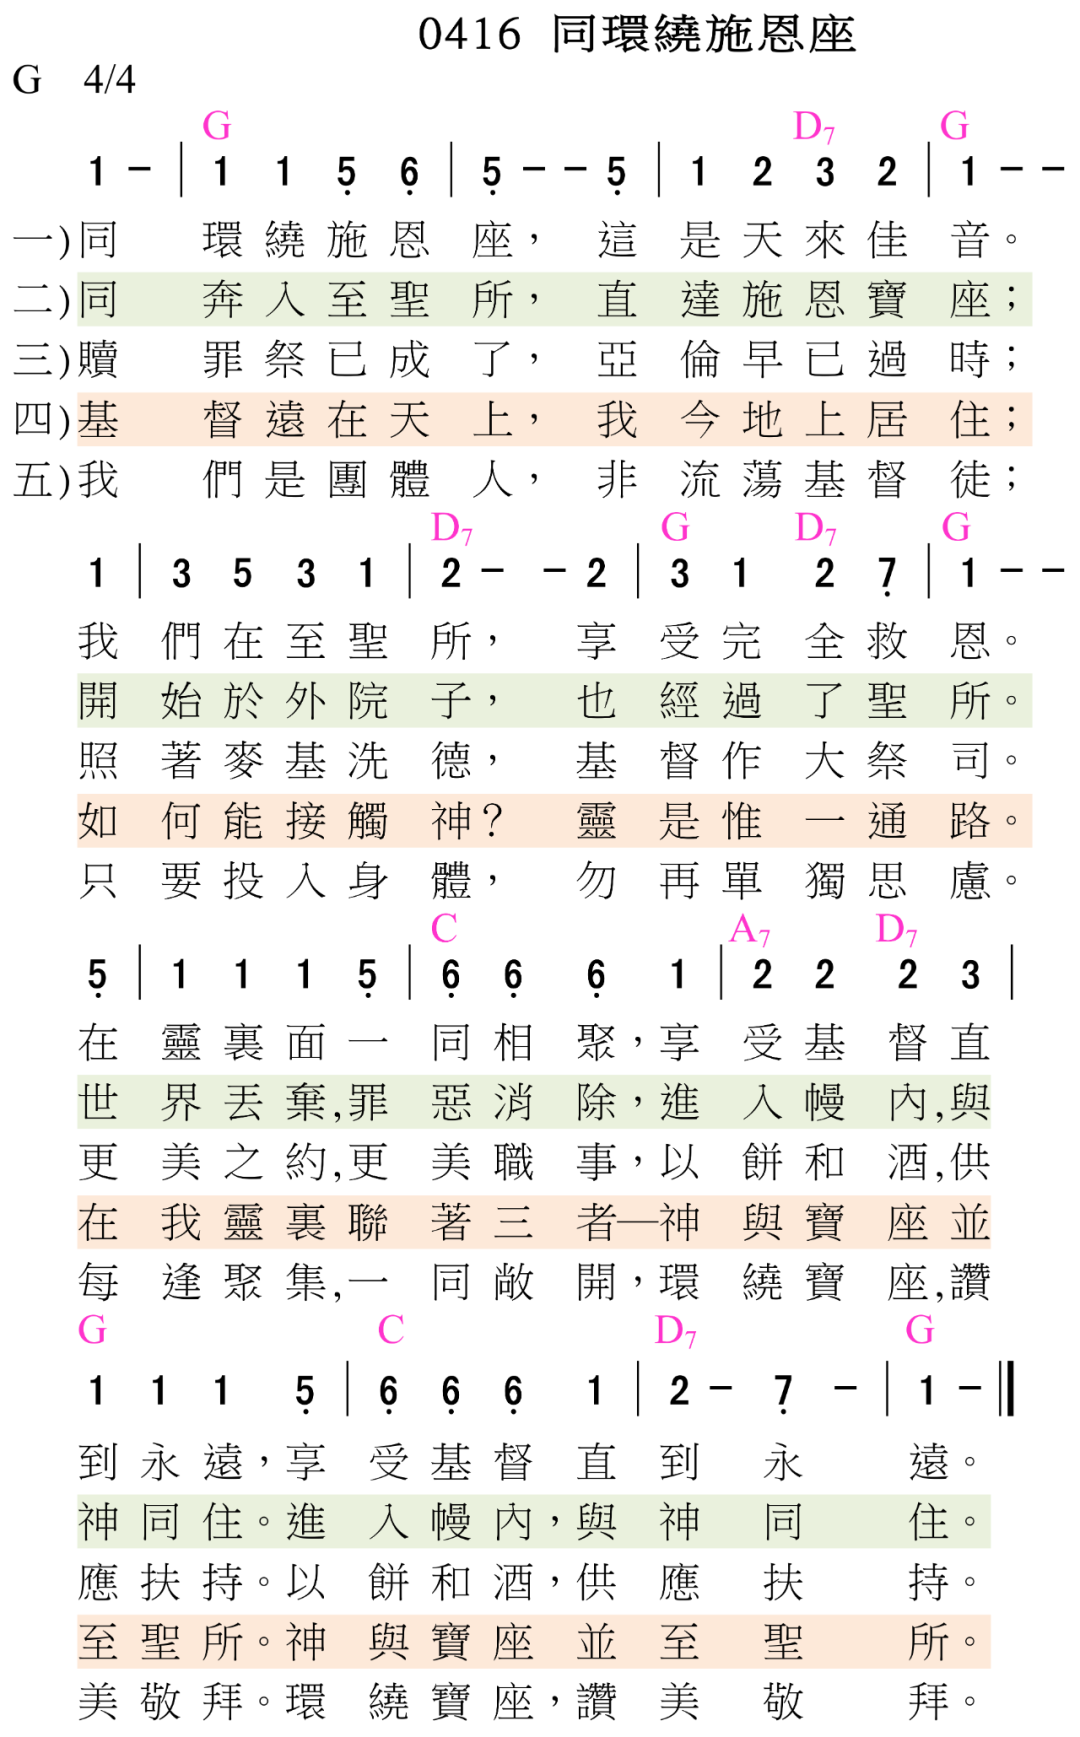 0416 同環繞施恩座
G 4/4
G D7 G
1 – | 1 1 5̣ 6̣ | 5̣ – – 5̣ | 1 2 3 2 | 1 – –
一)同 環繞施恩座，這是天來佳音。
二)同 奔入至聖所，直達施恩寶座；
三)贖 罪祭已成了，亞倫早已過時；
四)基 督遠在天上，我今地上居住；
五)我 們是團體人，非流蕩基督徒；
D7 G D7 G
1 | 3 5 3 1 | 2 – – 2 | 3 1 2 7̣ | 1 – –
我們在至聖所，享受完全救恩。
開始於外院子，也經過了聖所。
照著麥基洗德，基督作大祭司。
如何能接觸神？靈是惟一通路。
只要投入身體，勿再單獨思慮。
C A7 D7
5̣ | 1 1 1 5̣ | 6̣ 6̣ 6̣ 1 | 2 2 2 3 |
在靈裏面一同相聚，享受基督直
世界丟棄,罪惡消除，進入幔內,與
更美之約,更美職事，以餅和酒,供
在我靈裏聯著三者—神與寶座並
每逢聚集,一同敞開，環繞寶座,讚
G C D7 G
1 1 1 5̣ | 6̣ 6̣ 6̣ 1 | 2 – 7̣ – | 1 – ‖
到永遠，享受基督直到永遠。
神同住。進入幔內，與神同住。
應扶持。以餅和酒，供應扶持。
至聖所。神與寶座並至聖所。
美敬拜。環繞寶座，讚美敬拜。